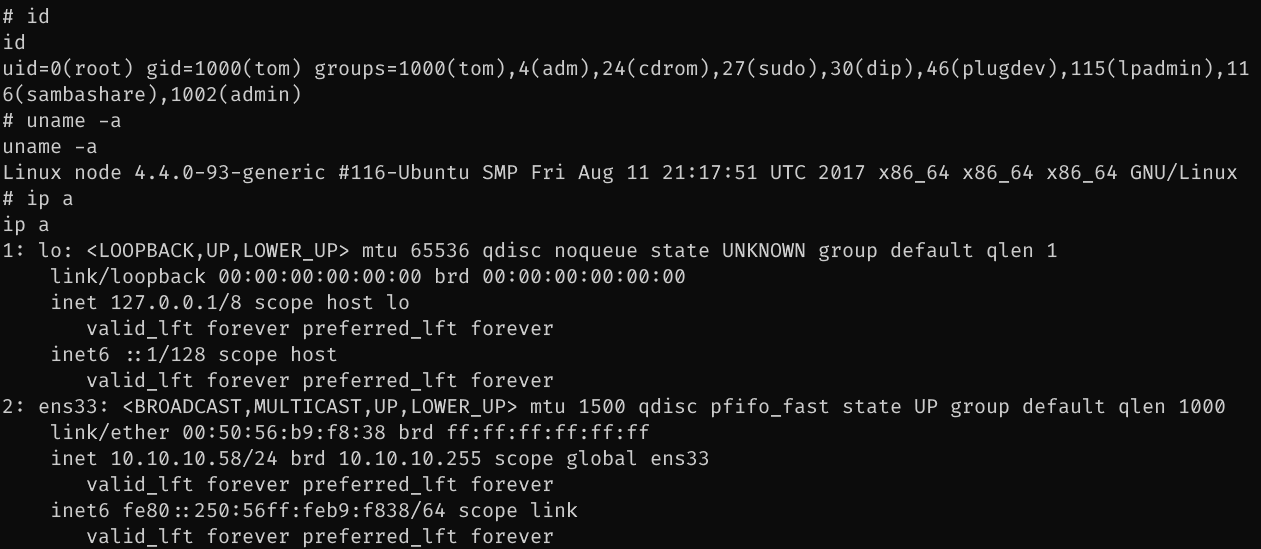 # id
id
uid=0(root) gid=1000(tom) groups=1000(tom),4(adm),24(cdrom),27(sudo),30(dip),46(plugdev),115(lpadmin),11
6(sambashare),1002(admin)
# uname -a
uname -a
Linux node 4.4.0-93-generic #116-Ubuntu SMP Fri Aug 11 21:17:51 UTC 2017 x86_64 x86_64 x86_64 GNU/Linux
# ip a
ip a
1: lo: <LOOPBACK,UP,LOWER_UP> mtu 65536 qdisc noqueue state UNKNOWN group default qlen 1
    link/loopback 00:00:00:00:00:00 brd 00:00:00:00:00:00
    inet 127.0.0.1/8 scope host lo
       valid_lft forever preferred_lft forever
    inet6 ::1/128 scope host
       valid_lft forever preferred_lft forever
2: ens33: <BROADCAST,MULTICAST,UP,LOWER_UP> mtu 1500 qdisc pfifo_fast state UP group default qlen 1000
    link/ether 00:50:56:b9:f8:38 brd ff:ff:ff:ff:ff:ff
    inet 10.10.10.58/24 brd 10.10.10.255 scope global ens33
       valid_lft forever preferred_lft forever
    inet6 fe80::250:56ff:feb9:f838/64 scope link
       valid_lft forever preferred_lft forever